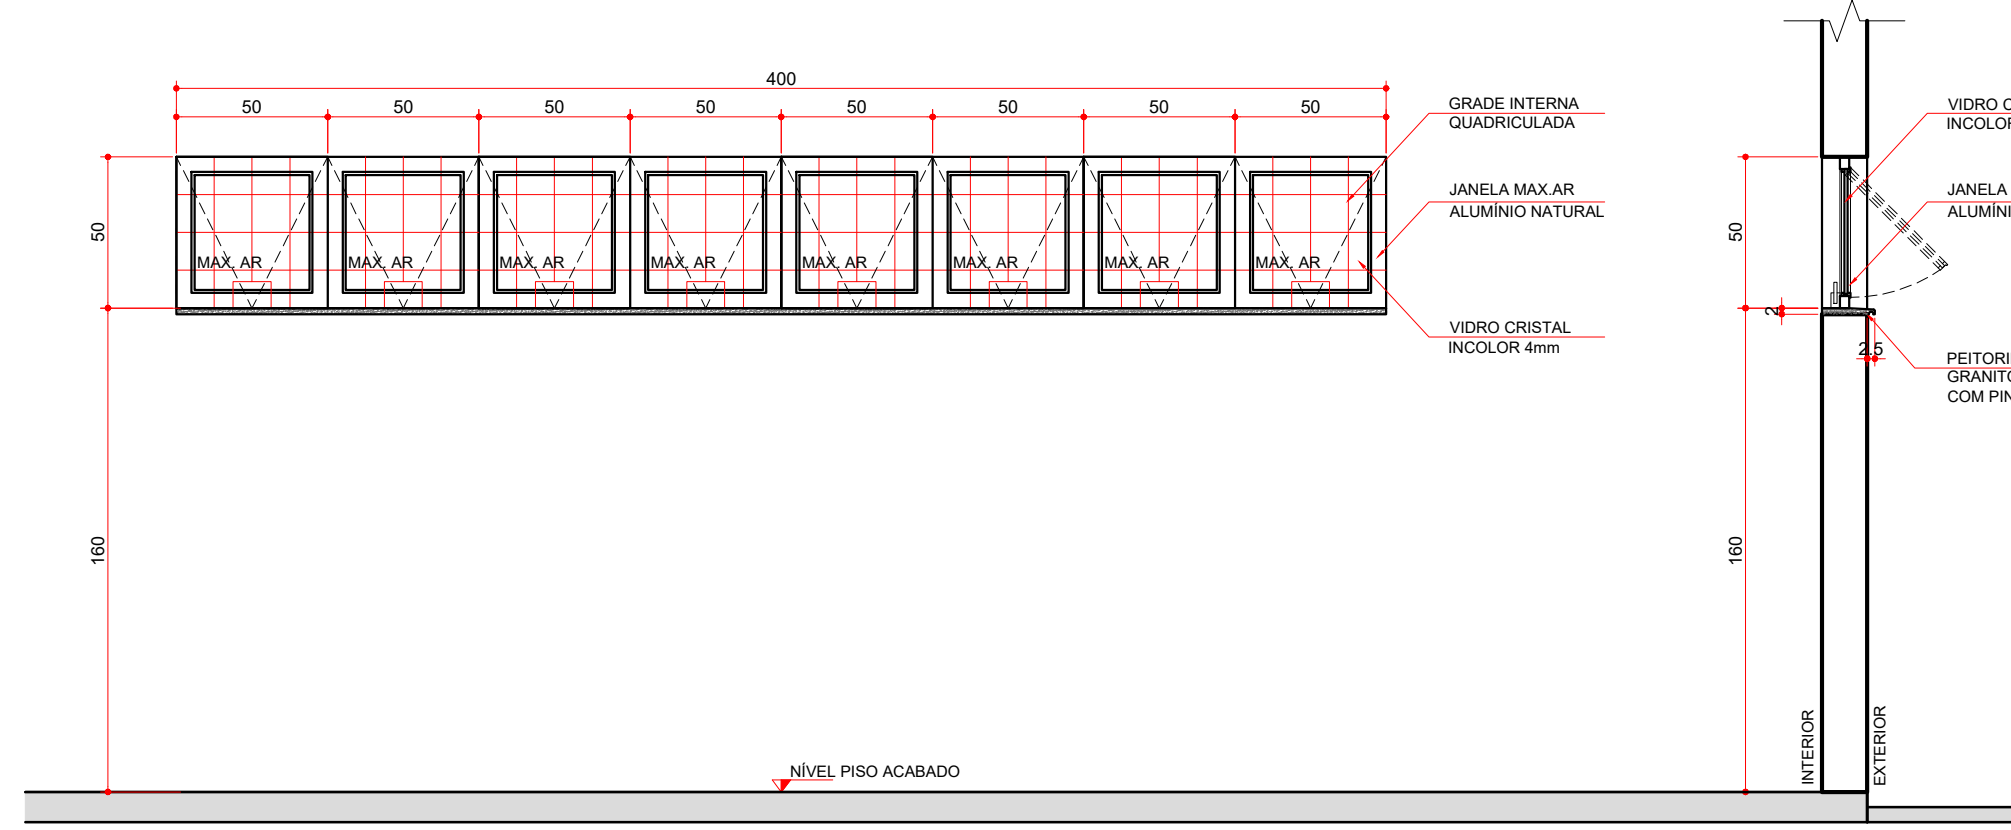 400
50 50 50 50 50 50 50 50
GRADE INTERNA
QUADRICULADA
JANELA MAX.AR
ALUMÍNIO NATURAL
50
MAX. AR MAX. AR MAX. AR MAX. AR MAX. AR MAX. AR MAX. AR MAX. AR
VIDRO CRISTAL
INCOLOR 4mm
160
NÍVEL PISO ACABADO
VIDRO C
INCOLOR
50
JANELA
ALUMÍNI
2
2.5
PEITORI
GRANITO
COM PIN
160
INTERIOR
EXTERIOR